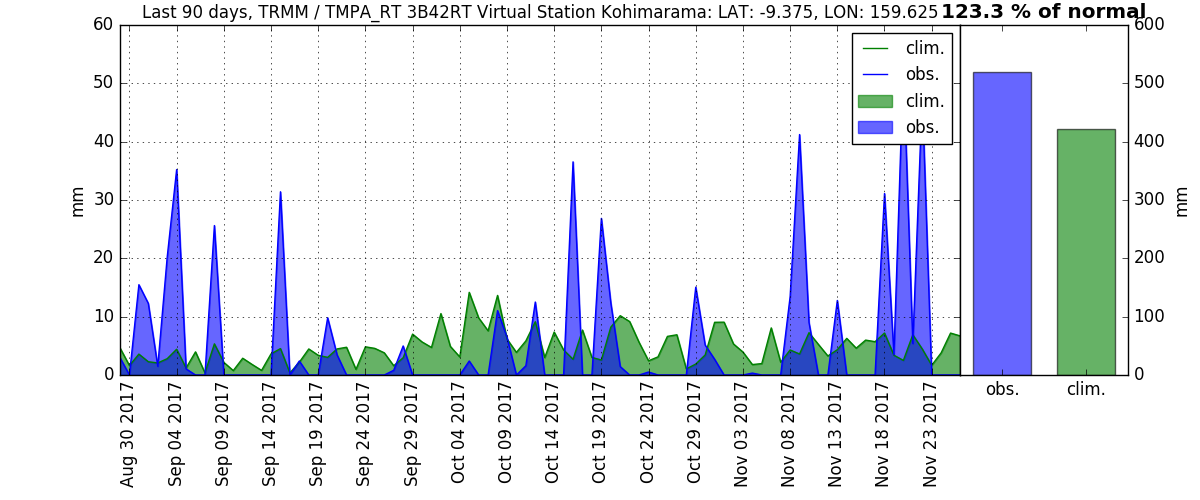 Last 90 days, TRMM / TMPA_RT 3B42RT Virtual Station Kohimarama: LAT: -9.375, LON: 159.625
123.3 % of normal
60
50
40
30
20
10
0
mm
clim.
obs.
clim.
obs.
Aug 30 2017
Sep 04 2017
Sep 09 2017
Sep 14 2017
Sep 19 2017
Sep 24 2017
Sep 29 2017
Oct 04 2017
Oct 09 2017
Oct 14 2017
Oct 19 2017
Oct 24 2017
Oct 29 2017
Nov 03 2017
Nov 08 2017
Nov 13 2017
Nov 18 2017
Nov 23 2017
600
500
400
300
200
100
0
mm
obs.
clim.